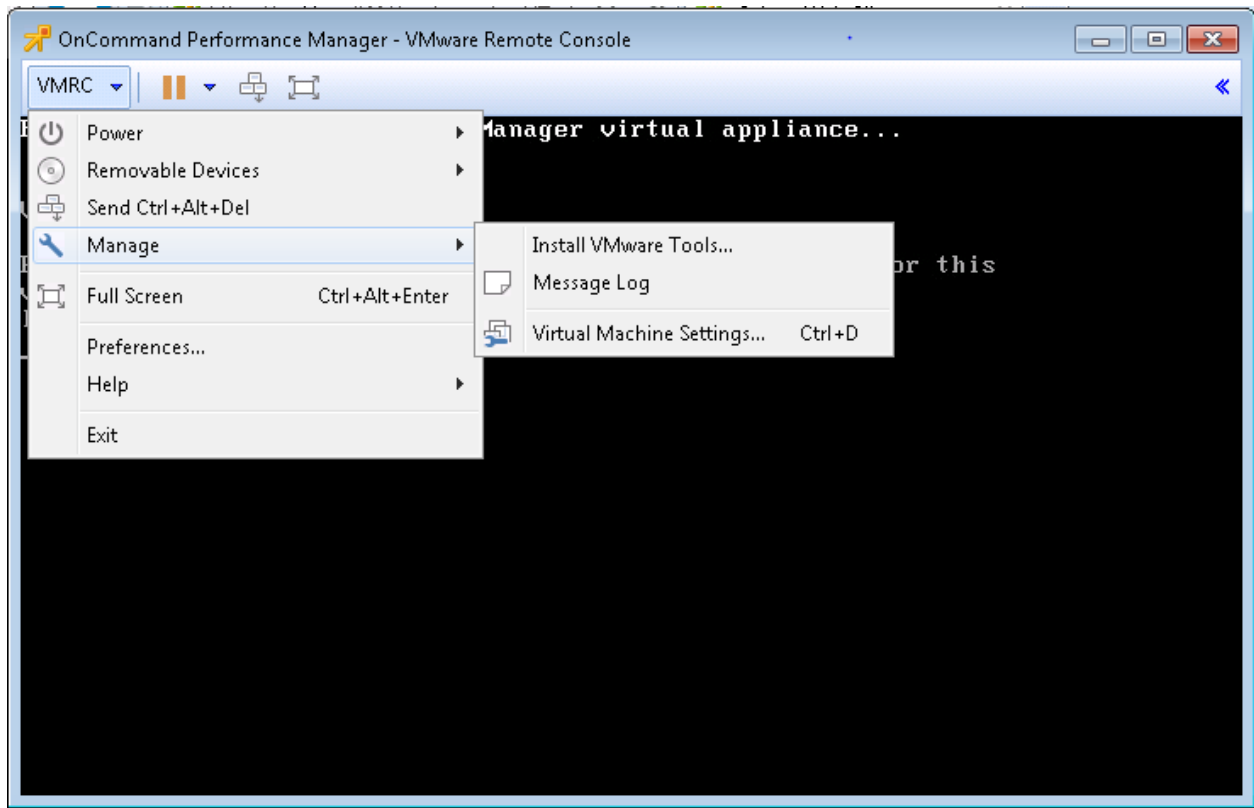 OnCommand Performance Manager - VMware Remote Console
VMRC
Manager virtual appliance...
Power
Removable Devices
Send Ctrl+Alt+Del
Manage
Install VMware Tools...
this
Message Log
Full Screen Ctrl+Alt+Enter
Virtual Machine Settings... Ctrl+D
Preferences...
Help
Exit